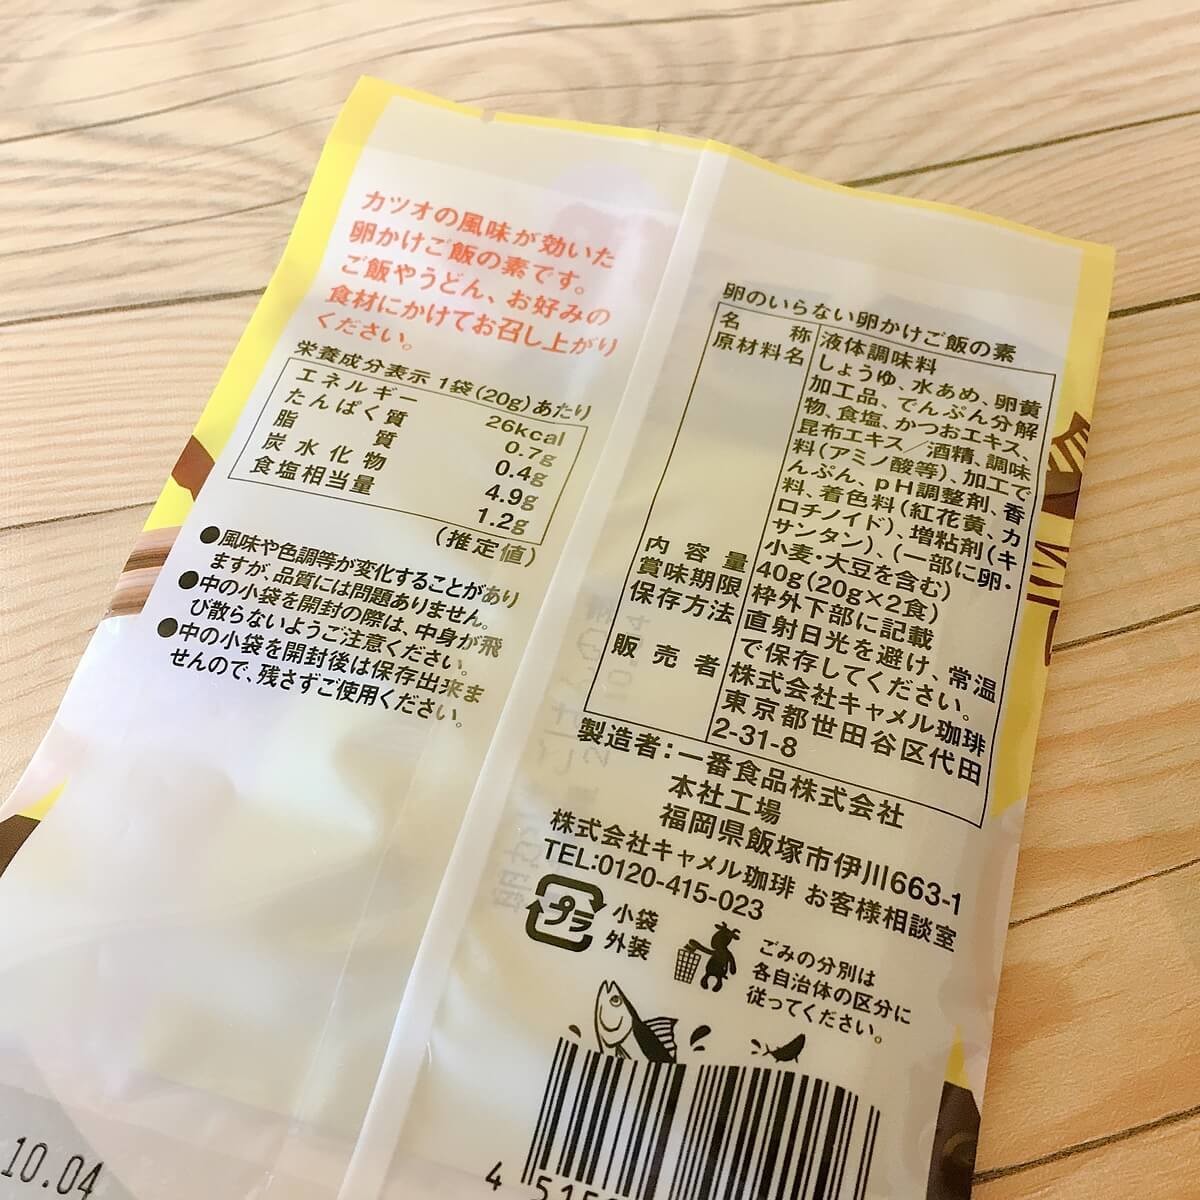 カツオの風味が効いた
卵かけご飯の素です。
ご飯やうどん、お好みの
食材にかけてお召し上がり
ください。
栄養成分表示 1袋(20g)あたり
エネルギー 26kcal
たんぱく質 0.7g
脂質 0.4g
炭水化物 4.9g
食塩相当量 1.2g
(推定値)
●風味や色調等が変化することがあり
ますが、品質には問題ありません。
●中の小袋を開封の際は、中身が飛
び散らないようご注意ください。
●中の小袋を開封後は保存出来ま
せんので、残さずご使用ください。
卵のいらない卵かけご飯の素
名称 液体調味料
原材料名 しょうゆ、水あめ、卵黄
加工品、でんぷん分解
物、食塩、かつおエキス、
昆布エキス/酒精、調味
料(アミノ酸等)、加工で
んぷん、pH調整剤、香
料、着色料(紅花黄、カ
ロチノイド)、増粘剤(キ
サンタン)、(一部に卵・
小麦・大豆を含む)
内容量 40g(20g×2食)
賞味期限 枠外下部に記載
保存方法 直射日光を避け、常温
で保存してください。
販売者 株式会社キャメル珈琲
東京都世田谷区代田
2-31-8
製造者:一番食品株式会社
本社工場
福岡県飯塚市伊川663-1
株式会社キャメル珈琲 お客様相談室
TEL:0120-415-023
プラ
小袋
外装
ごみの分別は
各自治体の区分に
従ってください。
10.04